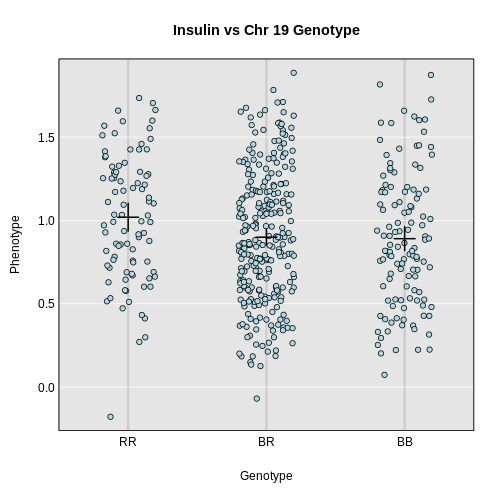 Insulin vs Chr 19 Genotype
Phenotype
1.5
1.0
0.5
0.0
RR BR BB
Genotype